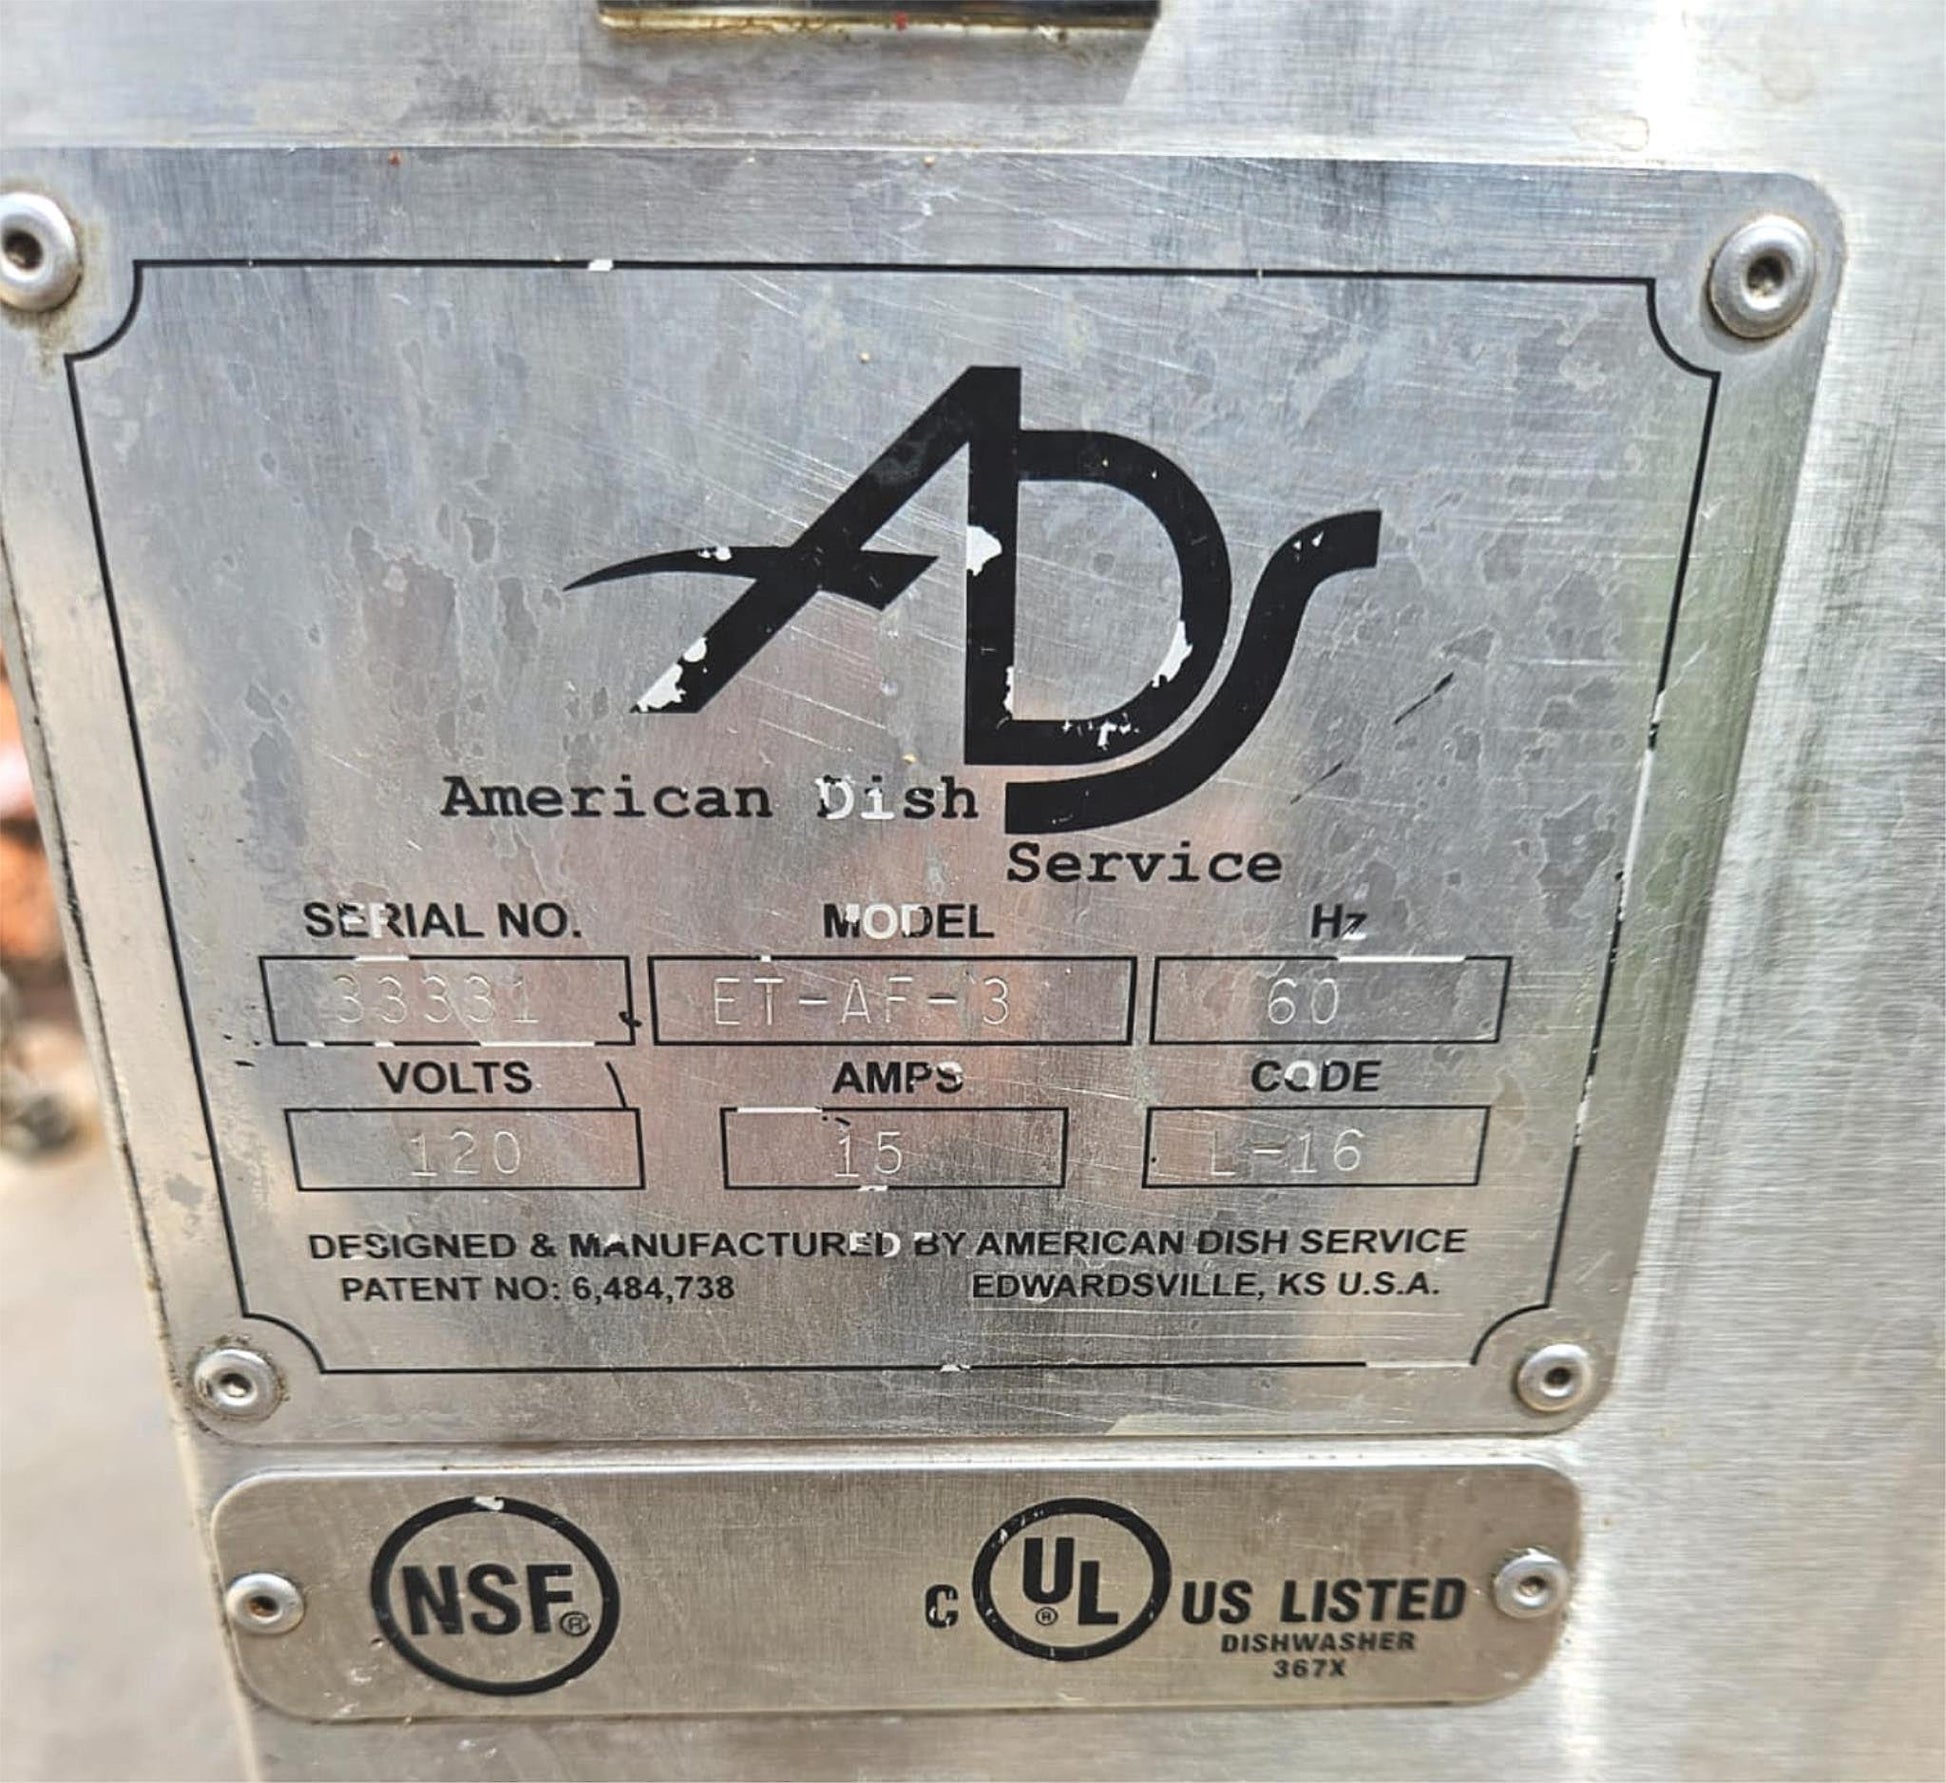 ADS
American Dish
Service
SERIAL NO. MODEL Hz
33331 ET-AF-3 60
VOLTS AMPS CODE
120 15 L-16
DESIGNED & MANUFACTURED BY AMERICAN DISH SERVICE
PATENT NO: 6,484,738 EDWARDSVILLE, KS U.S.A.
NSF®
C UL® US LISTED
DISHWASHER
367X